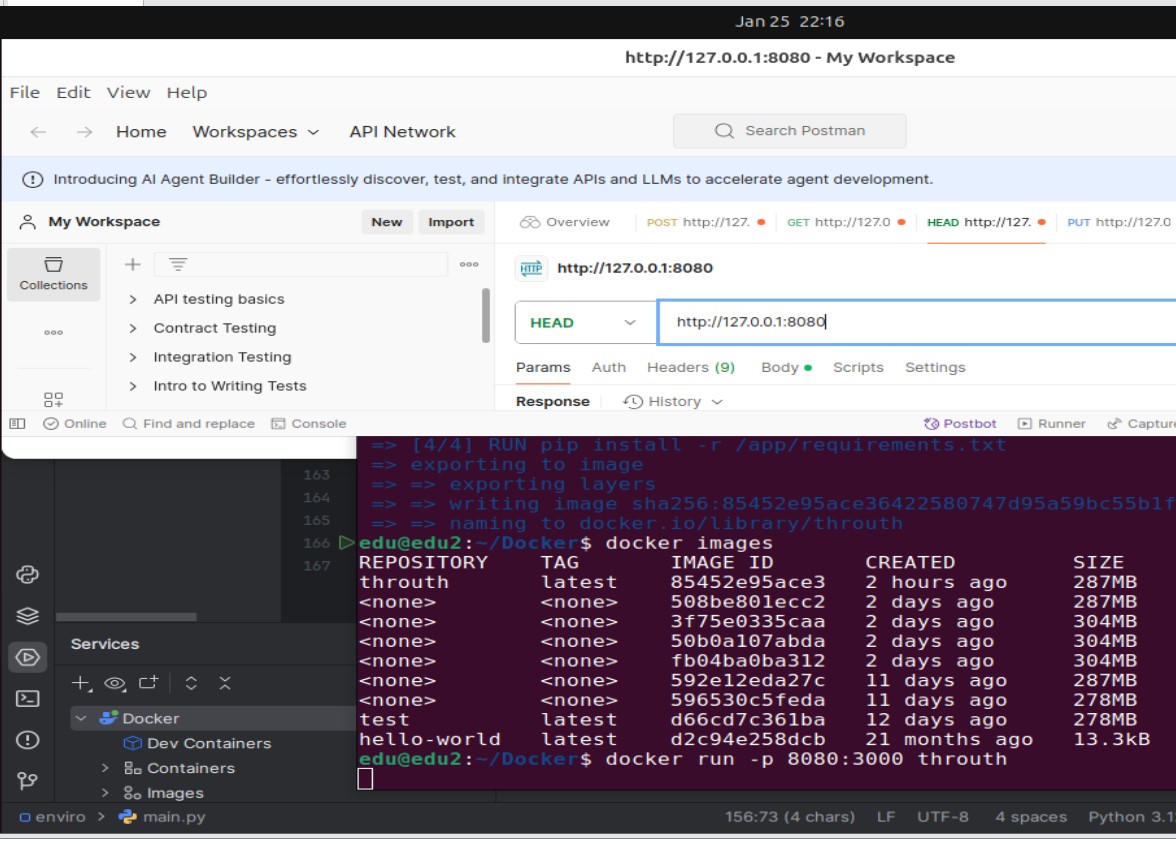 Jan 25 22:16
http://127.0.0.1:8080 - My Workspace
File Edit View Help
Home Workspaces API Network Search Postman
Introducing AI Agent Builder - effortlessly discover, test, and integrate APIs and LLMs to accelerate agent development.
My Workspace New Import Overview POST http://127. GET http://127.0 HEAD http://127. PUT http://127.0
Collections
HTTP http://127.0.0.1:8080
API testing basics
Contract Testing
HEAD http://127.0.0.1:8080
Integration Testing
Params Auth Headers (9) Body Scripts Settings
Intro to Writing Tests
Response History
Online Find and replace Console Postbot Runner Capture
=> [4/4] RUN pip install -r /app/requirements.txt
=> exporting to image
163
=> => exporting layers
164
=> => writing image sha256:85452e95ace36422580747d95a59bc55b1f
165
=> => naming to docker.io/library/throuth
166 edu@edu2:~/Docker$ docker images
167 REPOSITORY TAG IMAGE ID CREATED SIZE
throuth latest 85452e95ace3 2 hours ago 287MB
<none> <none> 508be801ecc2 2 days ago 287MB
<none> <none> 3f75e0335caa 2 days ago 304MB
<none> <none> 50b0a107abda 2 days ago 304MB
<none> <none> fb04ba0ba312 2 days ago 304MB
<none> <none> 592e12eda27c 11 days ago 287MB
<none> <none> 596530c5feda 11 days ago 278MB
test latest d66cd7c361ba 12 days ago 278MB
hello-world latest d2c94e258dcb 21 months ago 13.3kB
edu@edu2:~/Docker$ docker run -p 8080:3000 throuth
Services
Docker
Dev Containers
Containers
Images
enviro > main.py 156:73 (4 chars) LF UTF-8 4 spaces Python 3.1